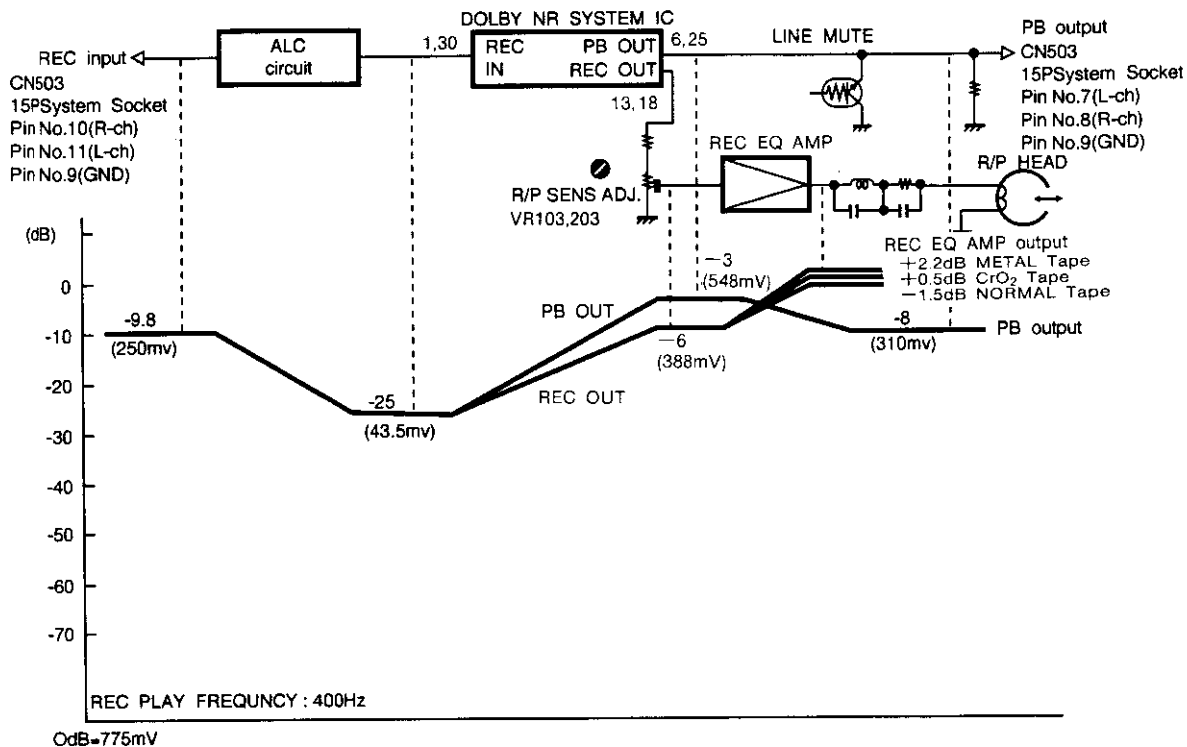 DOLBY NR SYSTEM IC
REC input
ALC
circuit
1,30
REC
IN
PB OUT
REC OUT
6,25
13,18
LINE MUTE
PB output
CN503
15PSystem Socket
Pin No.7(L-ch)
Pin No.8(R-ch)
Pin No.9(GND)
CN503
15PSystem Socket
Pin No.10(R-ch)
Pin No.11(L-ch)
Pin No.9(GND)
REC EQ AMP
R/P HEAD
R/P SENS ADJ.
VR103,203
REC EQ AMP output
+2.2dB METAL Tape
+0.5dB CrO₂ Tape
−1.5dB NORMAL Tape
(dB)
0
-10
-20
-30
-40
-50
-60
-70
-9.8
(250mv)
-25
(43.5mv)
PB OUT
REC OUT
−3
(548mV)
−6
(388mV)
-8
(310mv)
PB output
REC PLAY FREQUNCY : 400Hz
OdB=775mV